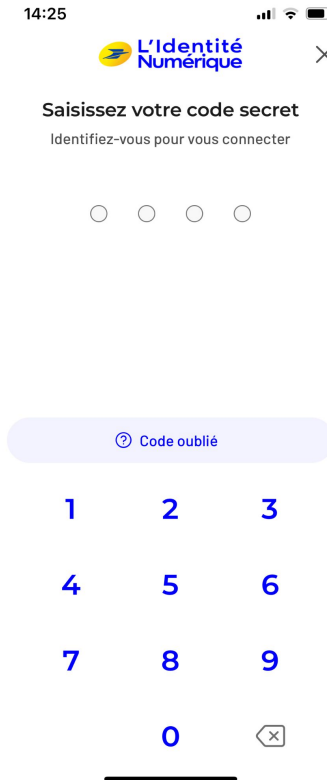 14:25
L'Identité
Numérique
Saisissez votre code secret
Identifiez-vous pour vous connecter
? Code oublié
1 2 3
4 5 6
7 8 9
0